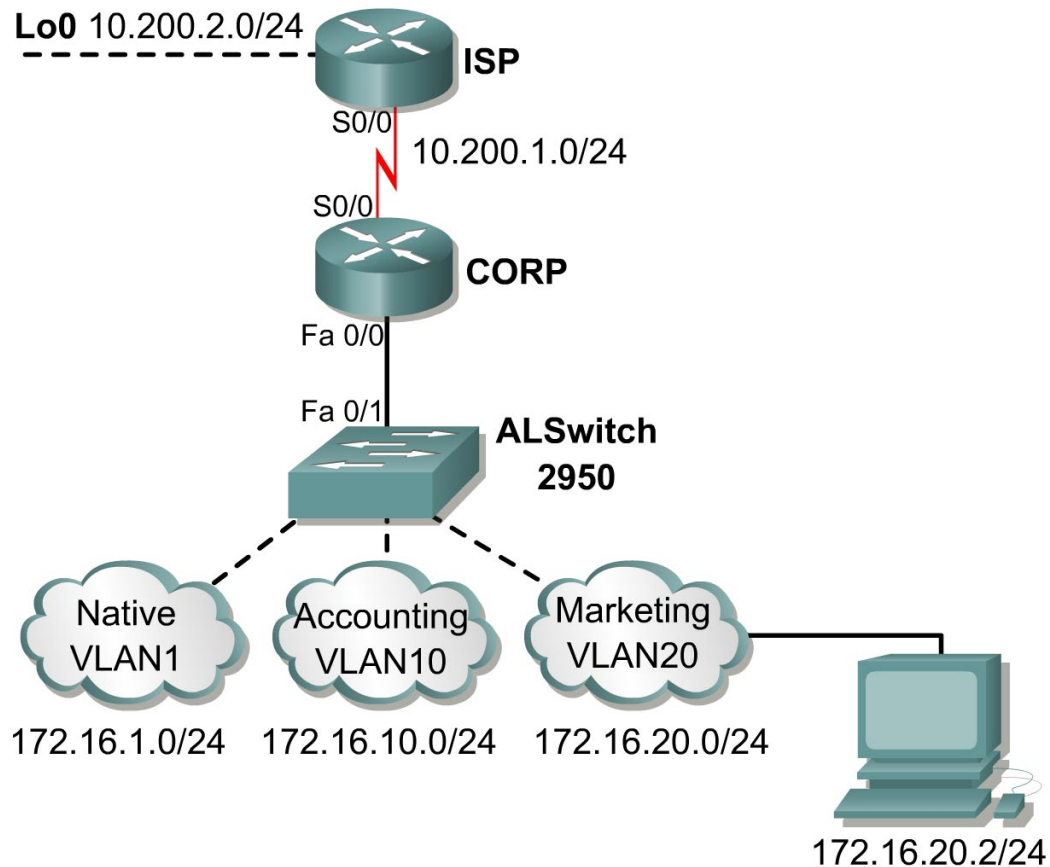 Lo0 10.200.2.0/24
ISP
S0/0
10.200.1.0/24
S0/0
CORP
Fa 0/0
Fa 0/1
ALSwitch
2950
Native
VLAN1
Accounting
VLAN10
Marketing
VLAN20
172.16.1.0/24
172.16.10.0/24
172.16.20.0/24
172.16.20.2/24